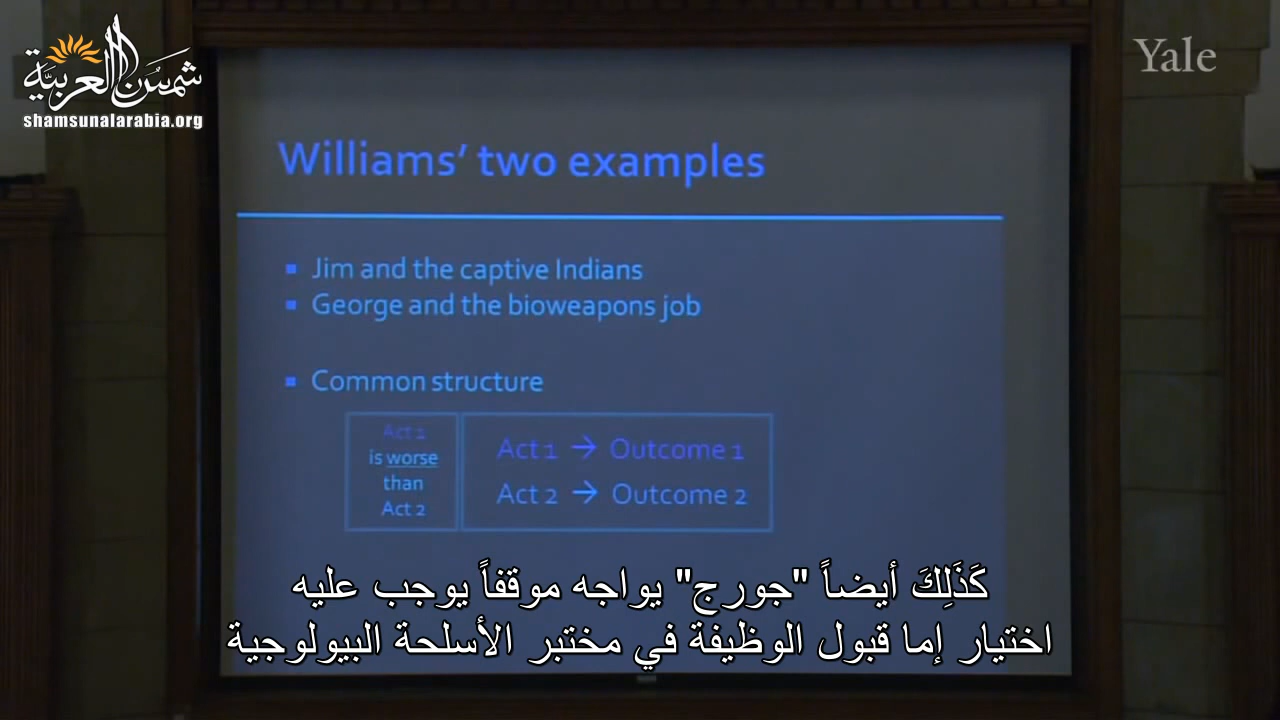 شمسُ العربيَّة
shamsunalarabia.org
Yale
Williams’ two examples
Jim and the captive Indians
George and the bioweapons job
Common structure
Act 1
is worse
than
Act 2
Act 1 → Outcome 1
Act 2 → Outcome 2
كَذَلِكَ أيضاً "جورج" يواجه موقفاً يوجب عليه
اختيار إما قبول الوظيفة في مختبر الأسلحة البيولوجية